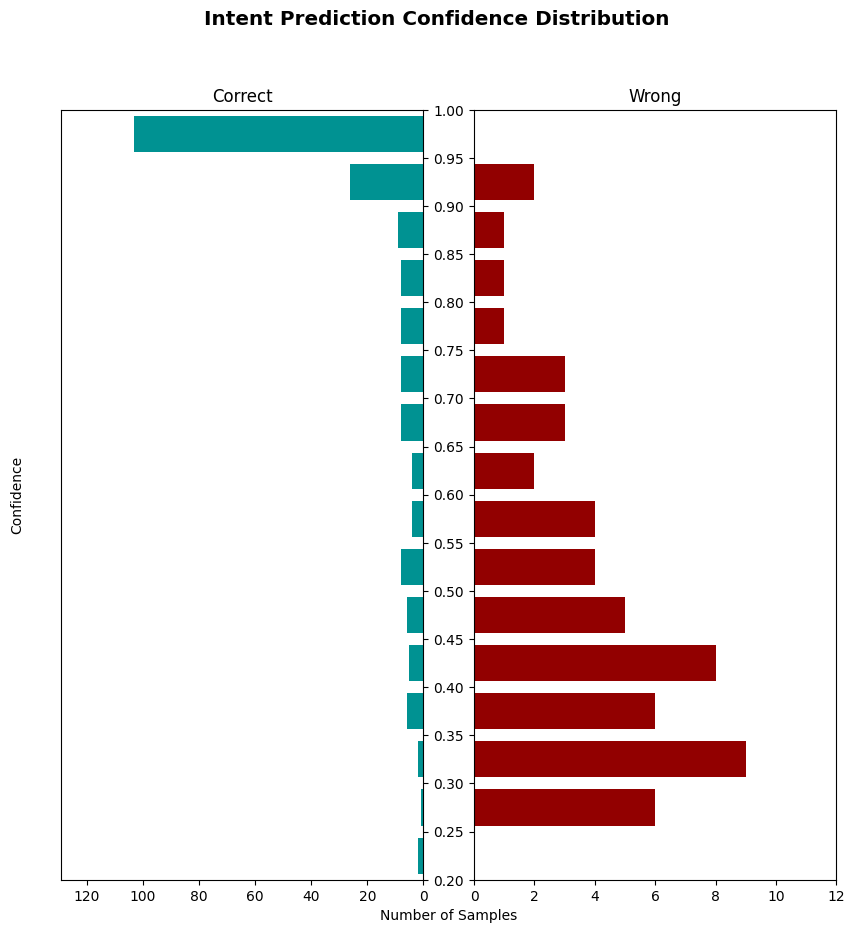 Intent Prediction Confidence Distribution
Correct
Wrong
1.00
0.95
0.90
0.85
0.80
0.75
0.70
0.65
0.60
0.55
0.50
0.45
0.40
0.35
0.30
0.25
0.20
Confidence
120 100 80 60 40 20 0
0 2 4 6 8 10 12
Number of Samples